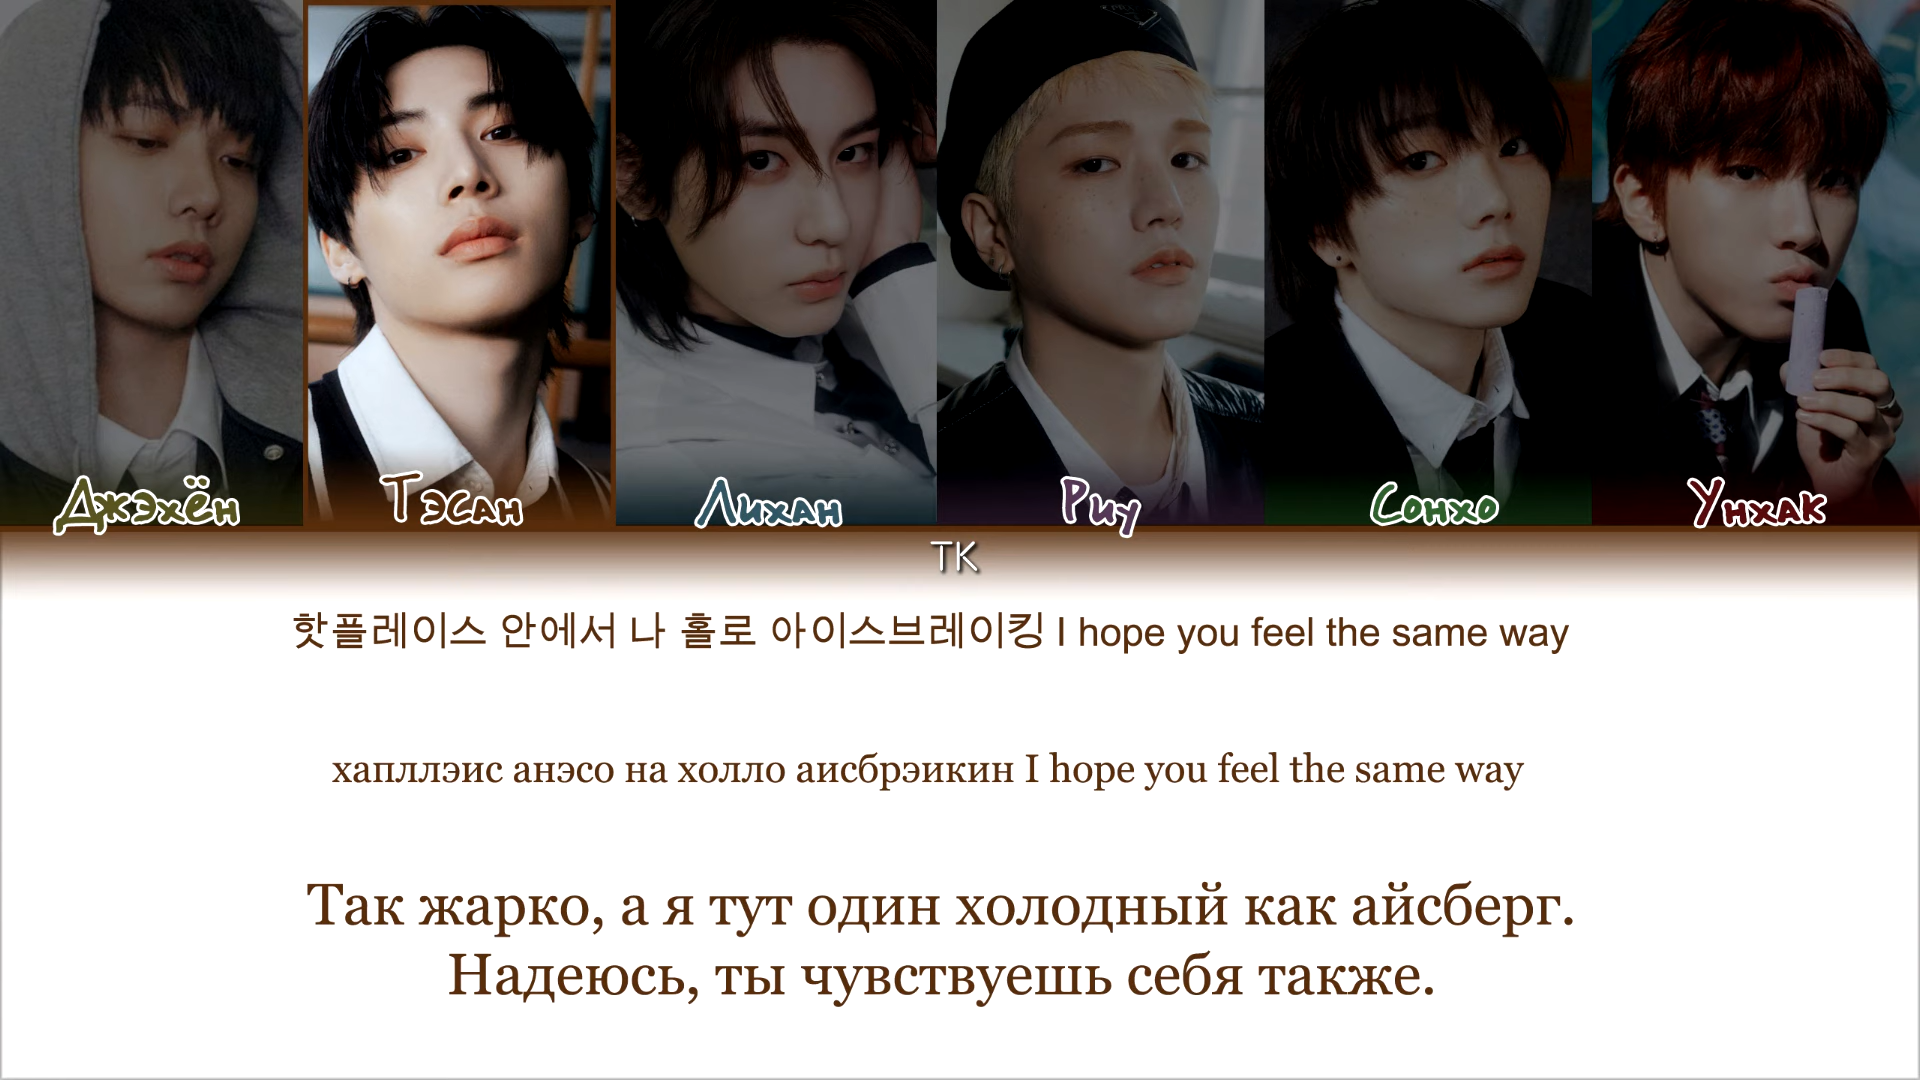 Джэхён Тэсан Лихан Риу Сонхо Унхак
TK
핫플레이스 안에서 나 홀로 아이스브레이킹 I hope you feel the same way
хапллэис анэсо на холло аисбрэикин I hope you feel the same way
Так жарко, а я тут один холодный как айсберг.
Надеюсь, ты чувствуешь себя также.